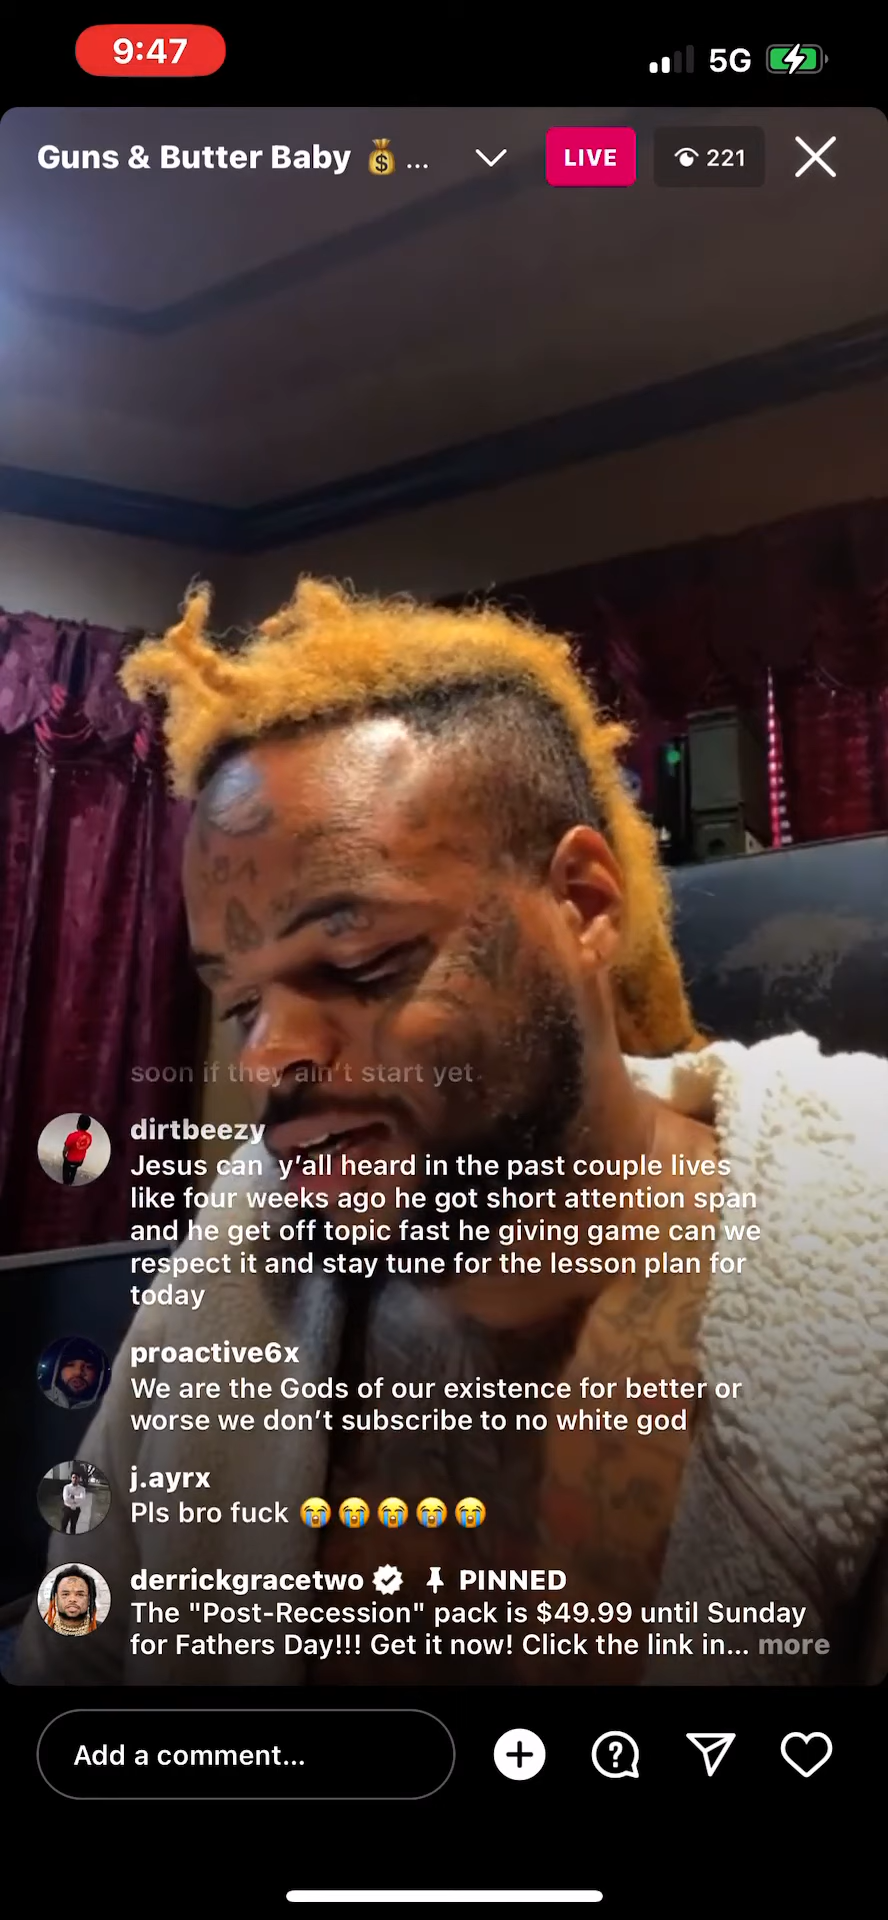 9:47
5G
Guns & Butter Baby 💰 ...
LIVE
221
soon if they ain't start yet
dirtbeezy
Jesus can  y'all heard in the past couple lives
like four weeks ago he got short attention span
and he get off topic fast he giving game can we
respect it and stay tune for the lesson plan for
today
proactive6x
We are the Gods of our existence for better or
worse we don't subscribe to no white god
j.ayrx
Pls bro fuck 😭😭😭😭😭
derrickgracetwo PINNED
The "Post-Recession" pack is $49.99 until Sunday
for Fathers Day!!! Get it now! Click the link in... more
Add a comment...